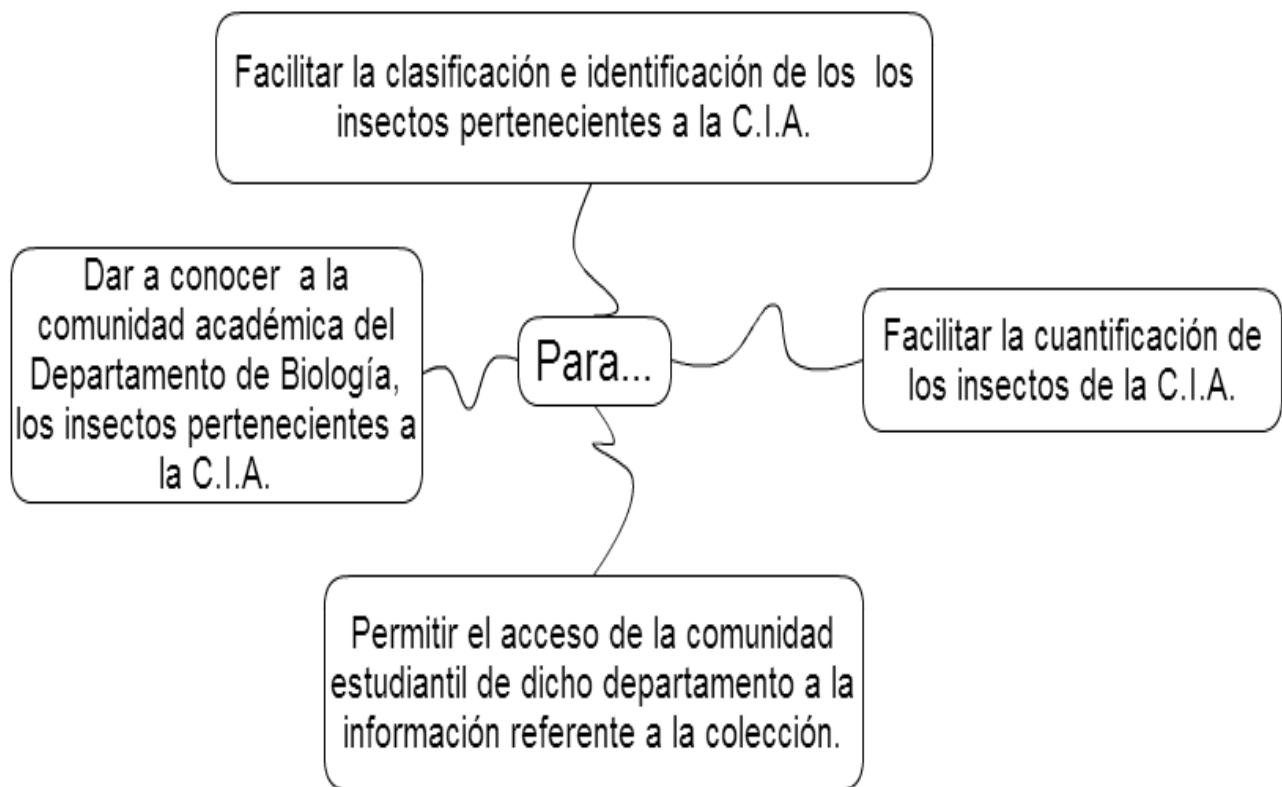 Facilitar la clasificación e identificación de los  los
insectos pertenecientes a la C.I.A.
Dar a conocer  a la
comunidad académica del
Departamento de Biología,
los insectos pertenecientes a
la C.I.A.
Para...
Facilitar la cuantificación de
los insectos de la C.I.A.
Permitir el acceso de la comunidad
estudiantil de dicho departamento a la
información referente a la colección.